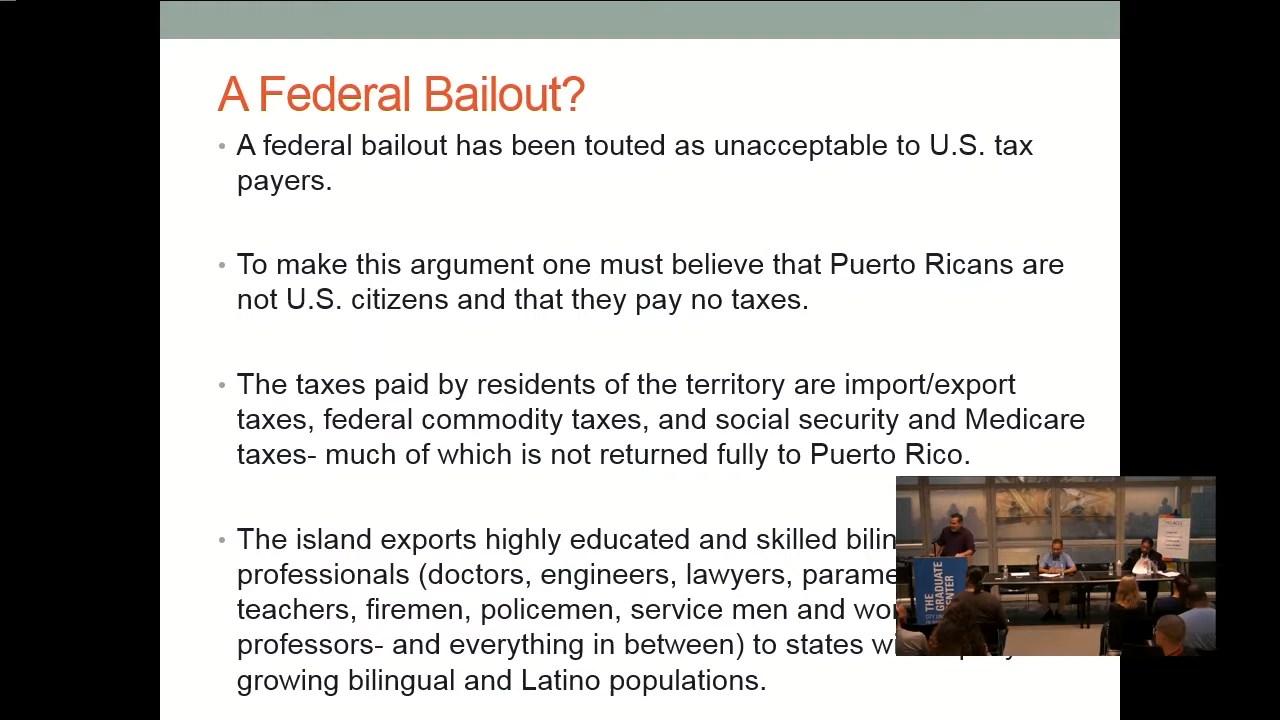 A Federal Bailout?
• A federal bailout has been touted as unacceptable to U.S. tax
payers.
• To make this argument one must believe that Puerto Ricans are
not U.S. citizens and that they pay no taxes.
• The taxes paid by residents of the territory are import/export
taxes, federal commodity taxes, and social security and Medicare
taxes- much of which is not returned fully to Puerto Rico.
• The island exports highly educated and skilled bilin
professionals (doctors, engineers, lawyers, parame
teachers, firemen, policemen, service men and wo
professors- and everything in between) to states
growing bilingual and Latino populations.
THE
GRADUATE
CENTER